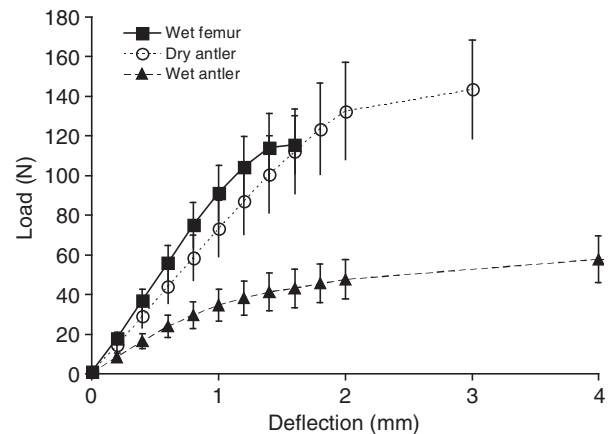 180
160
140
120
100
80
60
40
20
0
Load (N)
Wet femur
Dry antler
Wet antler
0 1 2 3 4
Deflection (mm)